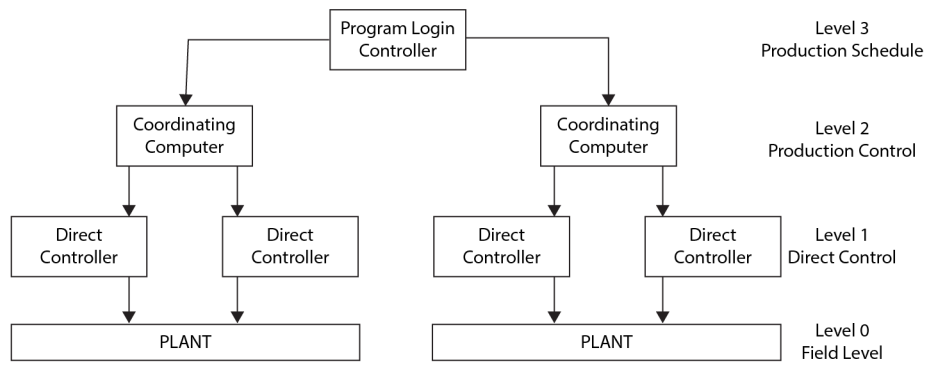 Program Login
Controller
Level 3
Production Schedule
Coordinating
Computer
Coordinating
Computer
Level 2
Production Control
Direct
Controller
Direct
Controller
Direct
Controller
Direct
Controller
Level 1
Direct Control
PLANT
PLANT
Level 0
Field Level